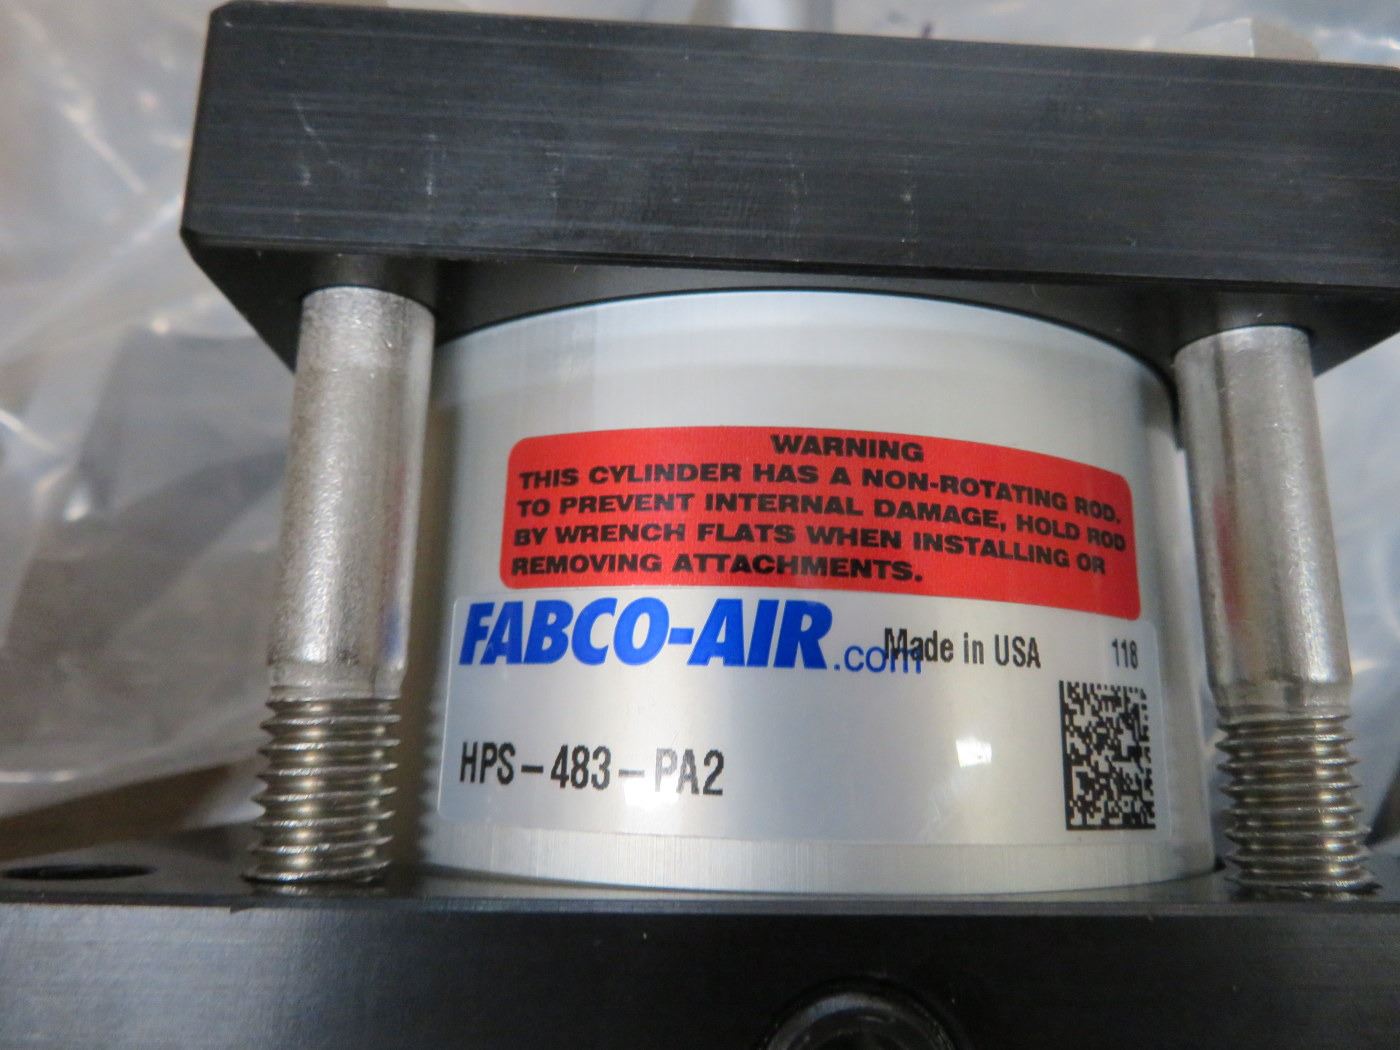 WARNING
THIS CYLINDER HAS A NON-ROTATING ROD.
TO PREVENT INTERNAL DAMAGE, HOLD ROD
BY WRENCH FLATS WHEN INSTALLING OR
REMOVING ATTACHMENTS.
FABCO-AIR.com Made in USA 118
HPS-483-PA2